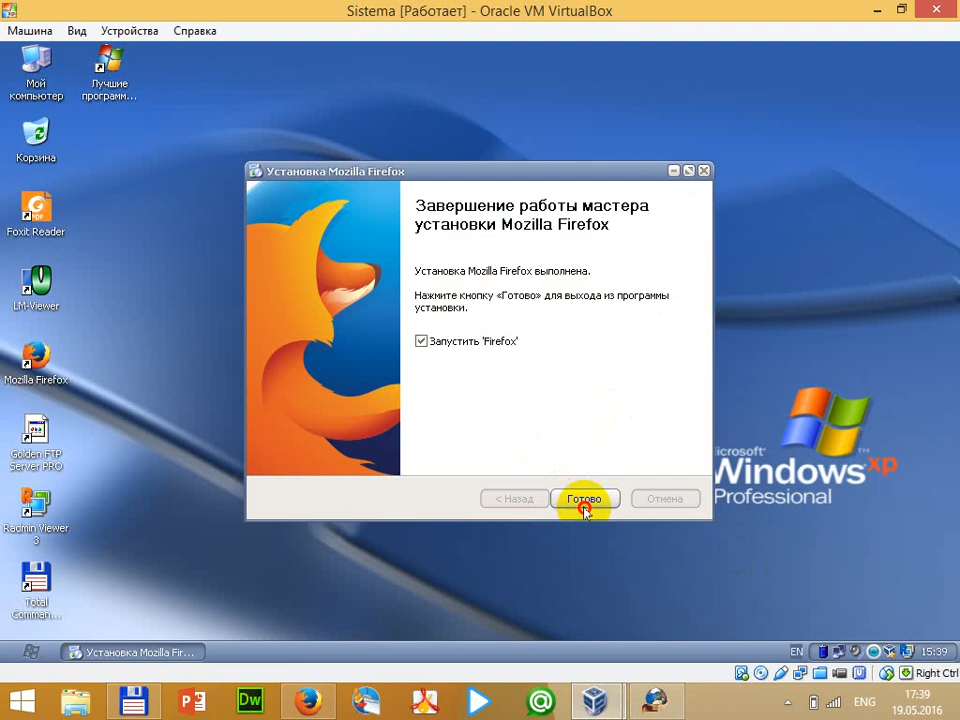 Sistema [Работает] - Oracle VM VirtualBox
Машина Вид Устройства Справка
Мой
компьютер
Лучшие
программ...
Корзина
PDF
Foxit Reader
LM-Viewer
Mozilla Firefox
Golden FTP
Server PRO
Radmin Viewer
3
Total
Comman...
Установка Mozilla Firefox
Завершение работы мастера
установки Mozilla Firefox
Установка Mozilla Firefox выполнена.
Нажмите кнопку «Готово» для выхода из программы
установки.
Запустить 'Firefox'
< Назад Готово Отмена
Microsoft
Windows xp
Professional
Установка Mozilla Fir...
EN 15:39
Right Ctrl
Dw
ENG
17:39
19.05.2016